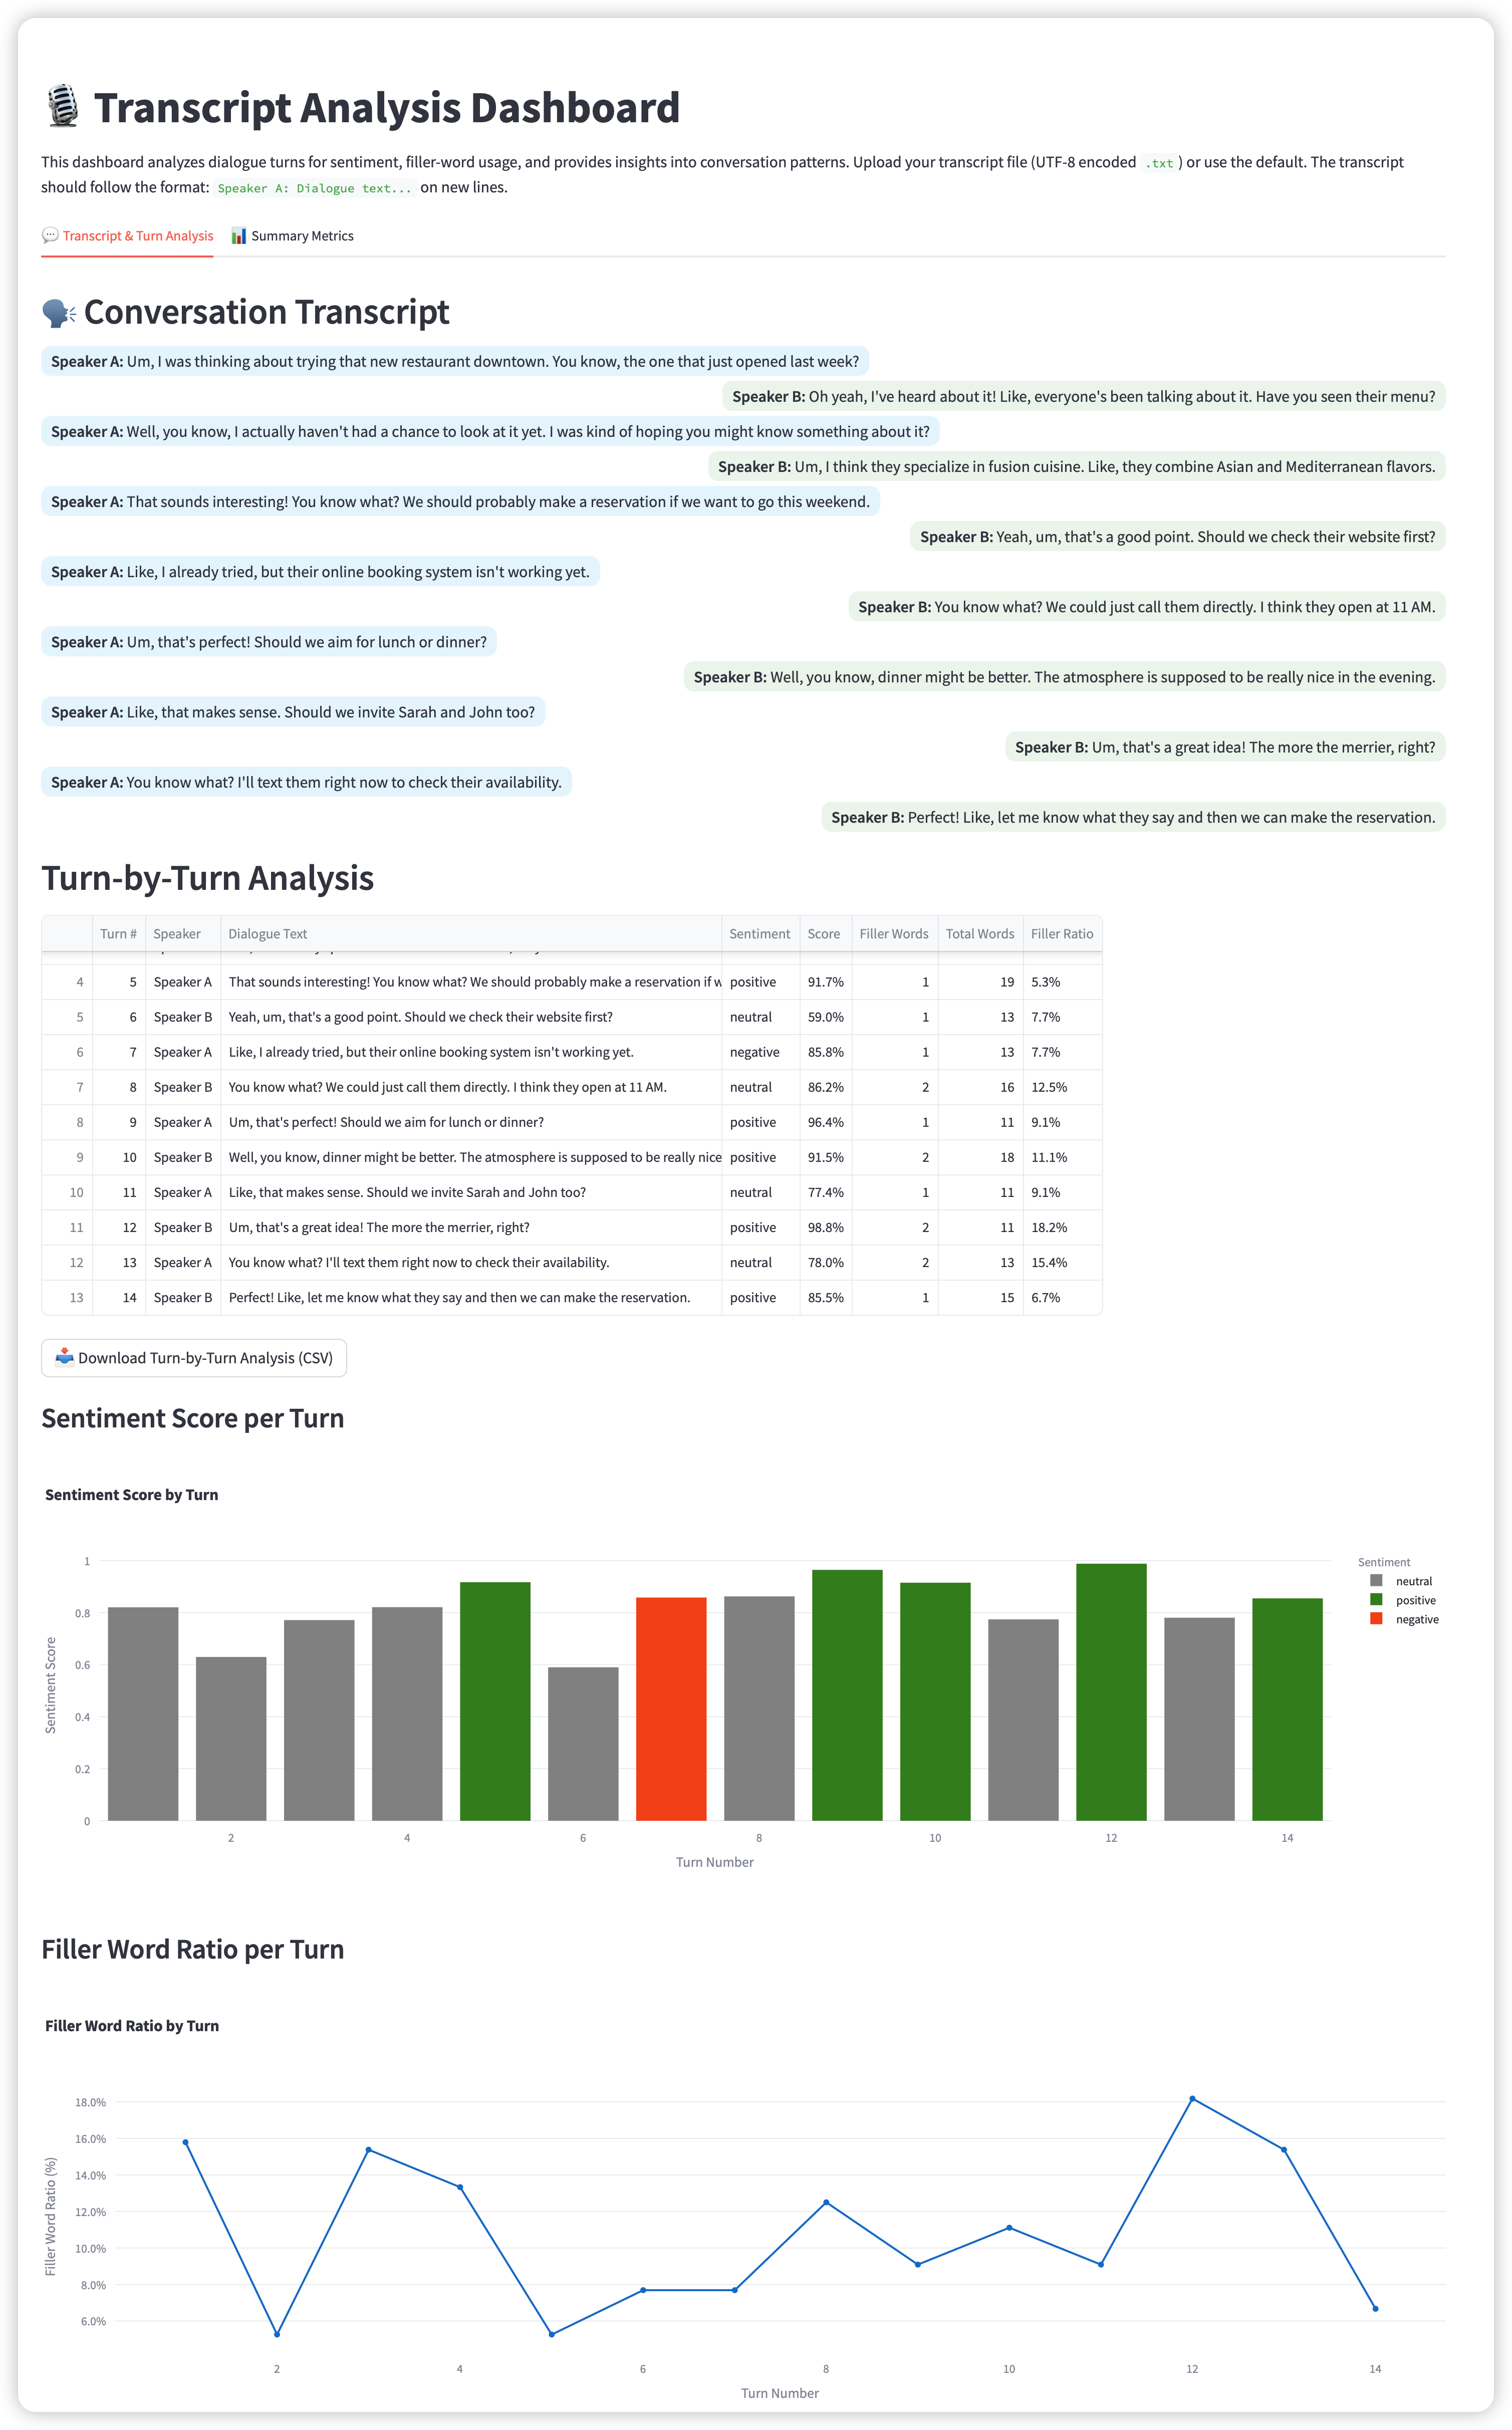 Transcript Analysis Dashboard
This dashboard analyzes dialogue turns for sentiment, filler-word usage, and provides insights into conversation patterns. Upload your transcript file (UTF-8 encoded .txt ) or use the default. The transcript
should follow the format: Speaker A: Dialogue text... on new lines.
Transcript & Turn Analysis Summary Metrics
Conversation Transcript
Speaker A: Um, I was thinking about trying that new restaurant downtown. You know, the one that just opened last week?
Speaker B: Oh yeah, I've heard about it! Like, everyone's been talking about it. Have you seen their menu?
Speaker A: Well, you know, I actually haven't had a chance to look at it yet. I was kind of hoping you might know something about it?
Speaker B: Um, I think they specialize in fusion cuisine. Like, they combine Asian and Mediterranean flavors.
Speaker A: That sounds interesting! You know what? We should probably make a reservation if we want to go this weekend.
Speaker B: Yeah, um, that's a good point. Should we check their website first?
Speaker A: Like, I already tried, but their online booking system isn't working yet.
Speaker B: You know what? We could just call them directly. I think they open at 11 AM.
Speaker A: Um, that's perfect! Should we aim for lunch or dinner?
Speaker B: Well, you know, dinner might be better. The atmosphere is supposed to be really nice in the evening.
Speaker A: Like, that makes sense. Should we invite Sarah and John too?
Speaker B: Um, that's a great idea! The more the merrier, right?
Speaker A: You know what? I'll text them right now to check their availability.
Speaker B: Perfect! Like, let me know what they say and then we can make the reservation.
Turn-by-Turn Analysis
Turn # Speaker Dialogue Text Sentiment Score Filler Words Total Words Filler Ratio
4 5 Speaker A That sounds interesting! You know what? We should probably make a reservation if w positive 91.7% 1 19 5.3%
5 6 Speaker B Yeah, um, that's a good point. Should we check their website first? neutral 59.0% 1 13 7.7%
6 7 Speaker A Like, I already tried, but their online booking system isn't working yet. negative 85.8% 1 13 7.7%
7 8 Speaker B You know what? We could just call them directly. I think they open at 11 AM. neutral 86.2% 2 16 12.5%
8 9 Speaker A Um, that's perfect! Should we aim for lunch or dinner? positive 96.4% 1 11 9.1%
9 10 Speaker B Well, you know, dinner might be better. The atmosphere is supposed to be really nice positive 91.5% 2 18 11.1%
10 11 Speaker A Like, that makes sense. Should we invite Sarah and John too? neutral 77.4% 1 11 9.1%
11 12 Speaker B Um, that's a great idea! The more the merrier, right? positive 98.8% 2 11 18.2%
12 13 Speaker A You know what? I'll text them right now to check their availability. neutral 78.0% 2 13 15.4%
13 14 Speaker B Perfect! Like, let me know what they say and then we can make the reservation. positive 85.5% 1 15 6.7%
Download Turn-by-Turn Analysis (CSV)
Sentiment Score per Turn
Sentiment Score by Turn
Sentiment Score
1
0.8
0.6
0.4
0.2
0
2 4 6 8 10 12 14
Turn Number
Sentiment
neutral
positive
negative
Filler Word Ratio per Turn
Filler Word Ratio by Turn
Filler Word Ratio (%)
18.0%
16.0%
14.0%
12.0%
10.0%
8.0%
6.0%
2 4 6 8 10 12 14
Turn Number